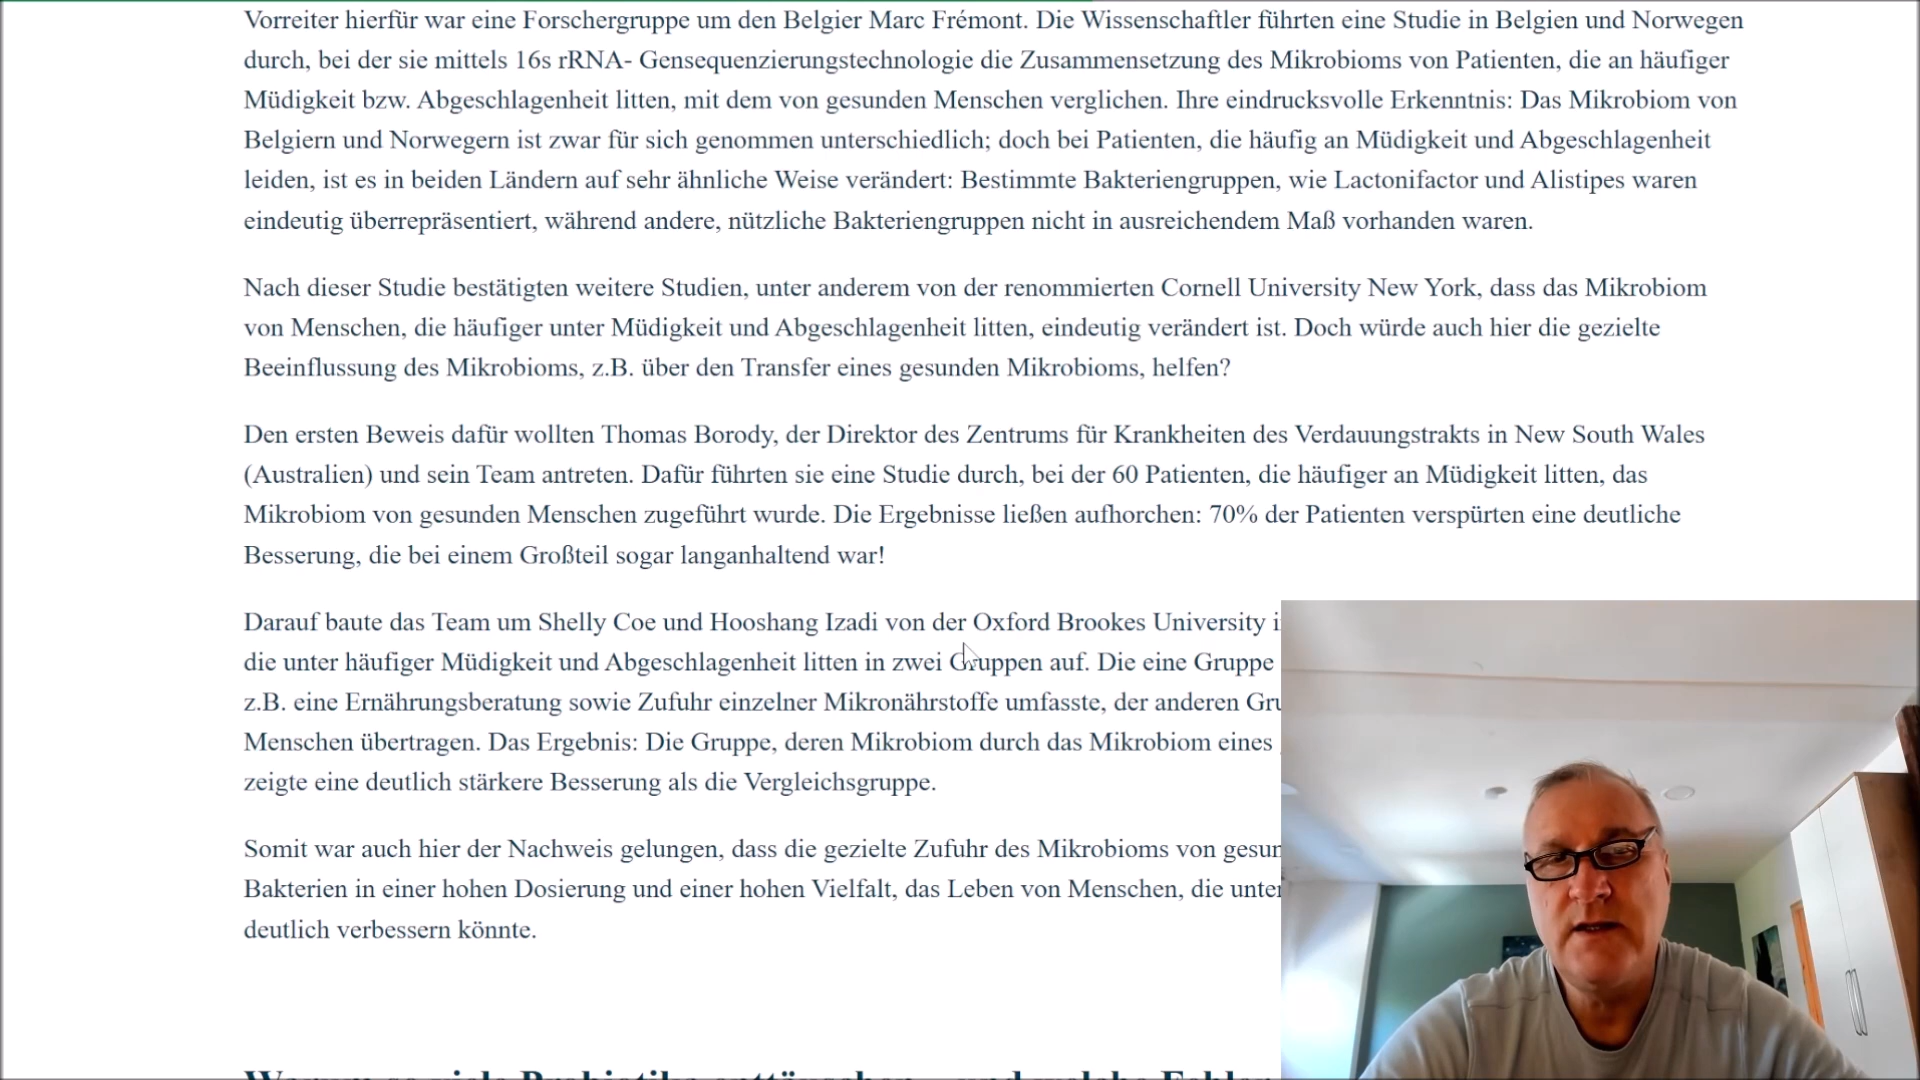 Vorreiter hierfür war eine Forschergruppe um den Belgier Marc Frémont. Die Wissenschaftler führten eine Studie in Belgien und Norwegen
durch, bei der sie mittels 16s rRNA- Gensequenzierungstechnologie die Zusammensetzung des Mikrobioms von Patienten, die an häufiger
Müdigkeit bzw. Abgeschlagenheit litten, mit dem von gesunden Menschen verglichen. Ihre eindrucksvolle Erkenntnis: Das Mikrobiom von
Belgiern und Norwegern ist zwar für sich genommen unterschiedlich; doch bei Patienten, die häufig an Müdigkeit und Abgeschlagenheit
leiden, ist es in beiden Ländern auf sehr ähnliche Weise verändert: Bestimmte Bakteriengruppen, wie Lactonifactor und Alistipes waren
eindeutig überrepräsentiert, während andere, nützliche Bakteriengruppen nicht in ausreichendem Maß vorhanden waren.
Nach dieser Studie bestätigten weitere Studien, unter anderem von der renommierten Cornell University New York, dass das Mikrobiom
von Menschen, die häufiger unter Müdigkeit und Abgeschlagenheit litten, eindeutig verändert ist. Doch würde auch hier die gezielte
Beeinflussung des Mikrobioms, z.B. über den Transfer eines gesunden Mikrobioms, helfen?
Den ersten Beweis dafür wollten Thomas Borody, der Direktor des Zentrums für Krankheiten des Verdauungstrakts in New South Wales
(Australien) und sein Team antreten. Dafür führten sie eine Studie durch, bei der 60 Patienten, die häufiger an Müdigkeit litten, das
Mikrobiom von gesunden Menschen zugeführt wurde. Die Ergebnisse ließen aufhorchen: 70% der Patienten verspürten eine deutliche
Besserung, die bei einem Großteil sogar langanhaltend war!
Darauf baute das Team um Shelly Coe und Hooshang Izadi von der Oxford Brookes University
die unter häufiger Müdigkeit und Abgeschlagenheit litten in zwei Gruppen auf. Die eine Gruppe
z.B. eine Ernährungsberatung sowie Zufuhr einzelner Mikronährstoffe umfasste, der anderen
Menschen übertragen. Das Ergebnis: Die Gruppe, deren Mikrobiom durch das Mikrobiom eines
zeigte eine deutlich stärkere Besserung als die Vergleichsgruppe.
Somit war auch hier der Nachweis gelungen, dass die gezielte Zufuhr des Mikrobioms von
Bakterien in einer hohen Dosierung und einer hohen Vielfalt, das Leben von Menschen, die
deutlich verbessern könnte.